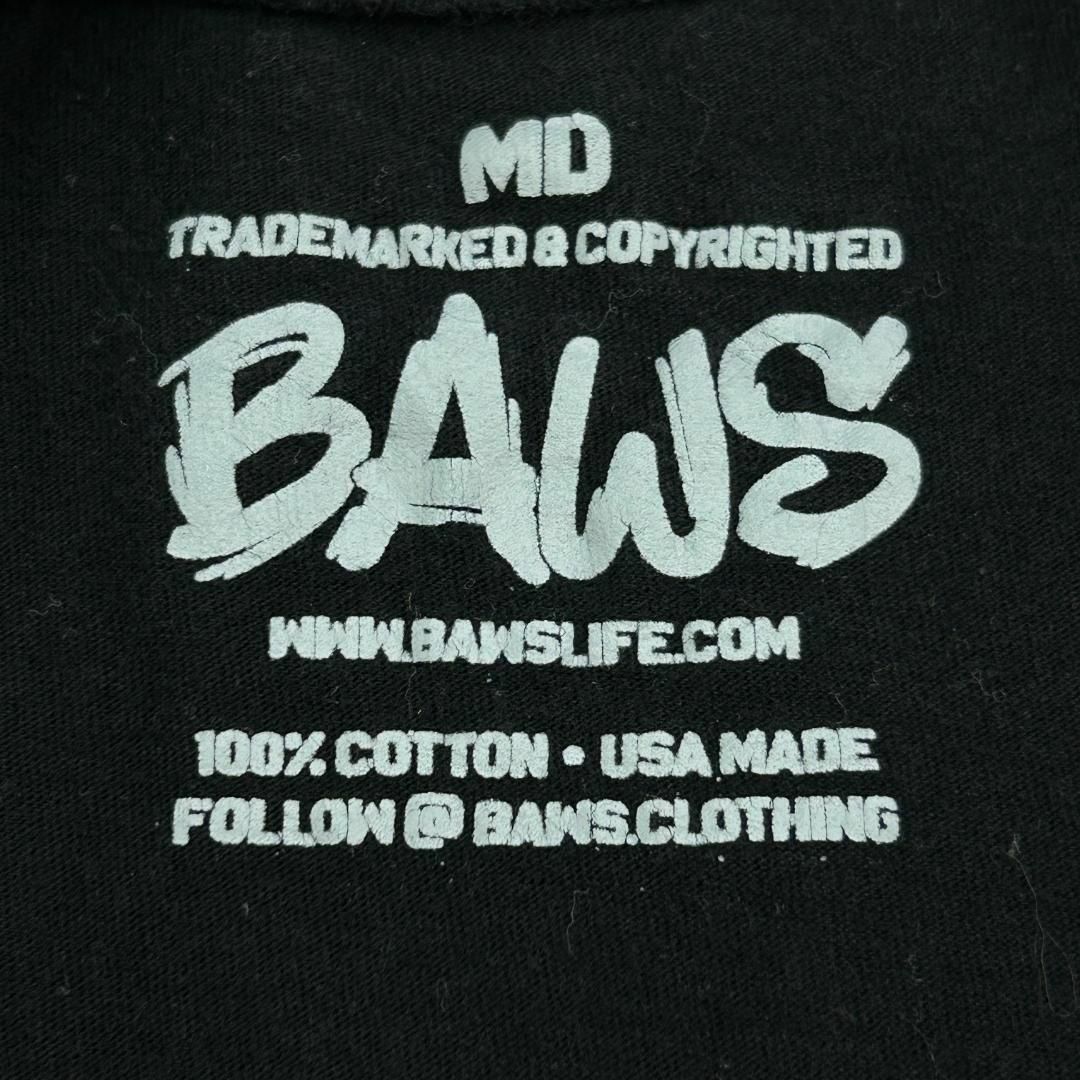 MD
TRADEMARKED & COPYRIGHTED
BAWS
WWW.BAWSLIFE.COM
100% COTTON • USA MADE
FOLLOW @ BAWS.CLOTHING